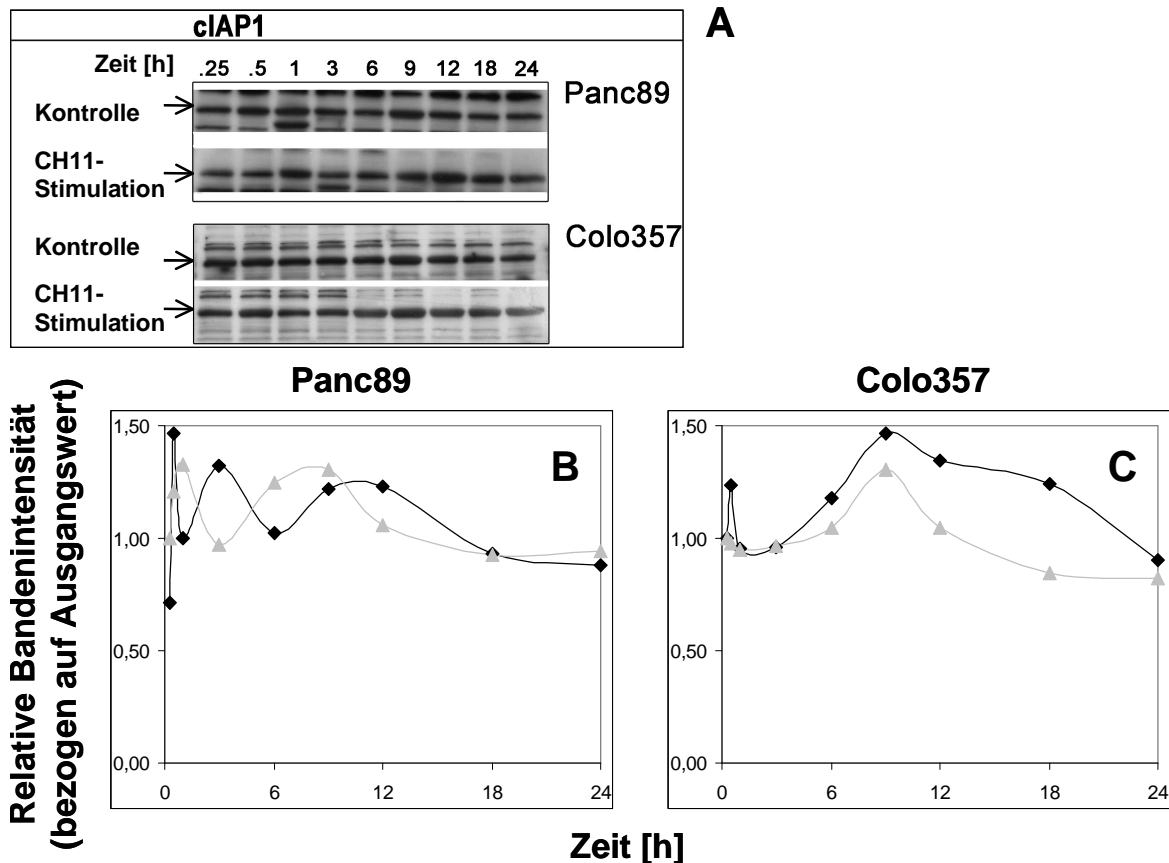 cIAP1
A
Zeit [h] .25 .5 1 3 6 9 12 18 24
Panc89
Kontrolle
CH11-
Stimulation
Colo357
Kontrolle
CH11-
Stimulation
Panc89
Colo357
Relative Bandenintensität
(bezogen auf Ausgangswert)
1,50
1,00
0,50
0,00
B
0 6 12 18 24
1,50
1,00
0,50
0,00
C
0 6 12 18 24
Zeit [h]